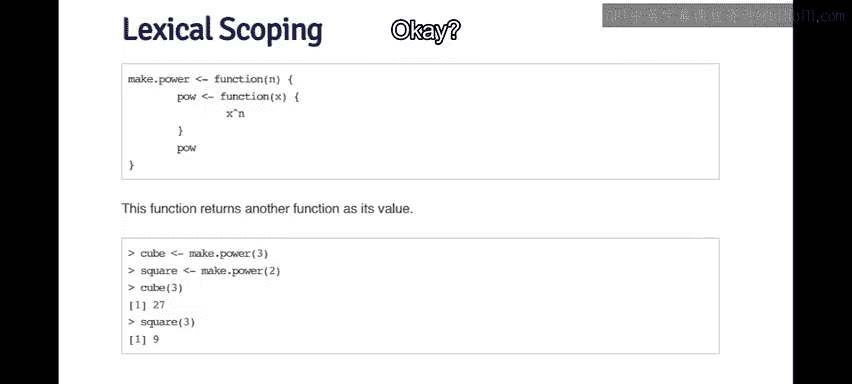 Lexical Scoping
Okay?
make.power <- function(n) {
        pow <- function(x) {
                x^n
        }
        pow
}
This function returns another function as its value.
> cube <- make.power(3)
> square <- make.power(2)
> cube(3)
[1] 27
> square(3)
[1] 9